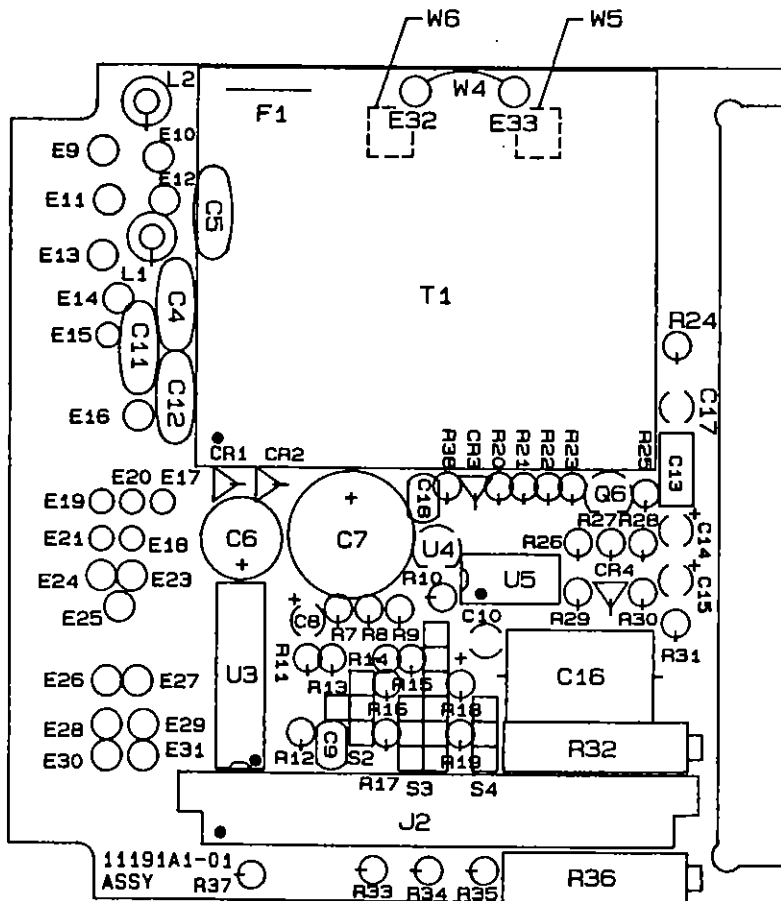 W6 W5
L2
F1 W4
E32 E33
E9 E10
E11 E12
C5
E13
L1
E14 C4 T1
E15 C11 R24
E16 C12 C17
CR1 CR2 R38 CR3 R20 R21 R22 R23 R25 C13
E19 E20 E17 C18 Q6
R27 R28
E21 E18 C6 C7 U4 R26 C14
E24 E23 R10 U5 CR4 C15
E25 C8 R7 R8 R9 C10 R29 R30
R31
R11 R13 R14 R15
E26 E27 U3 C16
R16 R18
E28 E29
E30 E31 R12 C9 S2 R19 R32
R17 S3 S4
J2
11191A1-01
ASSY R37 R33 R34 R35 R36